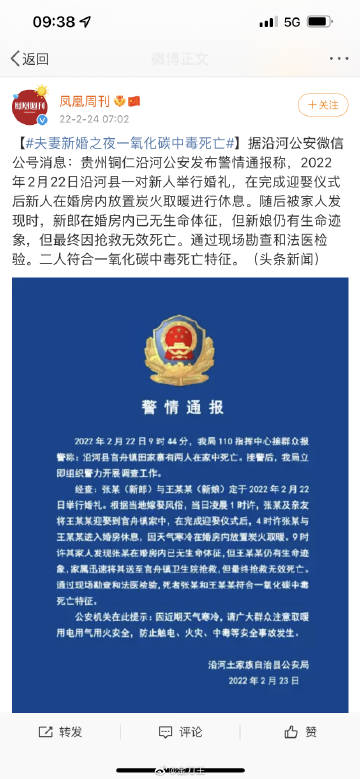 09:38
5G
返回
微博正文
凤凰周刊
22-2-24 07:02
+关注
【#夫妻新婚之夜一氧化碳中毒死亡#】据沿河公安微信
公号消息：贵州铜仁沿河公安发布警情通报称，2022
年2月22日沿河县一对新人举行婚礼，在完成迎娶仪式
后新人在婚房内放置炭火取暖进行休息。随后被家人发
现时，新郎在婚房内已无生命体征，但新娘仍有生命迹
象，但最终因抢救无效死亡。通过现场勘查和法医检
验。二人符合一氧化碳中毒死亡特征。（头条新闻）
警情通报
2022年2月22日9时44分，我局110指挥中心接群众报
警称：沿河县官舟镇田家寨有两人在家中死亡。接警后，我局立
即组织警力开展调查工作。
经查：张某（新郎）与王某某（新娘）定于2022年2月22
日举行婚礼。根据当地嫁娶风俗，当日凌晨1时许，张某及亲友
将王某某迎娶到官舟镇家中，在完成迎娶仪式后，4时许张某与
王某某进入婚房休息，因天气寒冷在婚房内放置炭火取暖。9时
许其家人发现张某在婚房内已无生命体征，但王某某仍有生命迹
象，家属迅速将其送至官舟镇卫生院抢救，但最终抢救无效死亡。
通过现场勘查和法医检验，死者张某和王某某符合一氧化碳中毒死
亡特征。
公安机关在此提示：因近期天气寒冷，请广大群众注意取暖
用电用气用火安全，防止触电、火灾、中毒等安全事故发生。
沿河土家族自治县公安局
2022年2月23日
转发
评论
赞